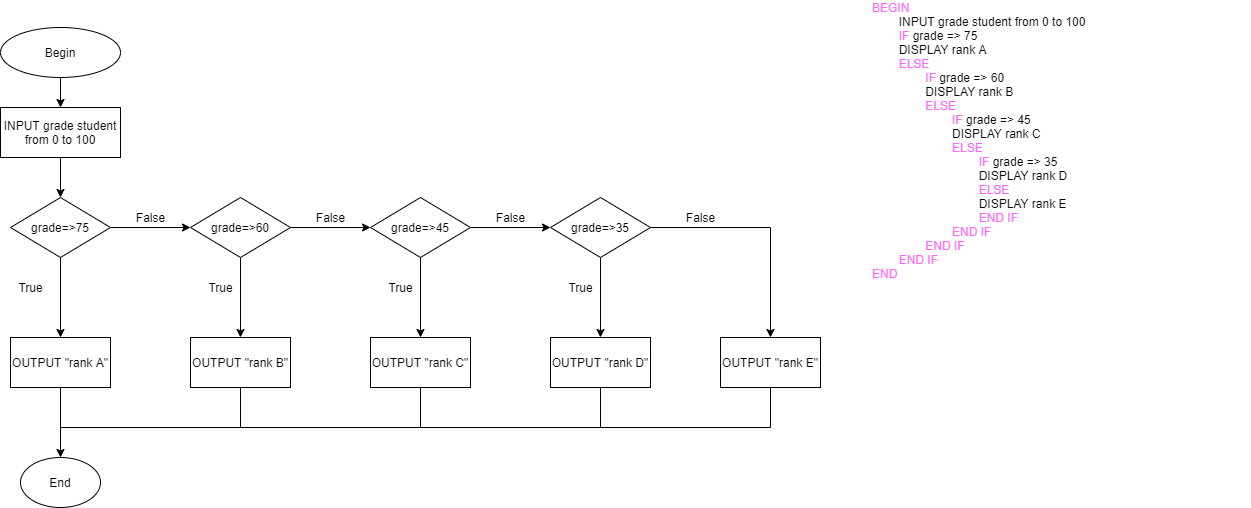 Begin
INPUT grade student
from 0 to 100
grade=>75
False
grade=>60
False
grade=>45
False
grade=>35
False
True
True
True
True
OUTPUT "rank A"
OUTPUT "rank B"
OUTPUT "rank C"
OUTPUT "rank D"
OUTPUT "rank E"
End
BEGIN
INPUT grade student from 0 to 100
IF grade => 75
DISPLAY rank A
ELSE
IF grade => 60
DISPLAY rank B
ELSE
IF grade => 45
DISPLAY rank C
ELSE
IF grade => 35
DISPLAY rank D
ELSE
DISPLAY rank E
END IF
END IF
END IF
END IF
END